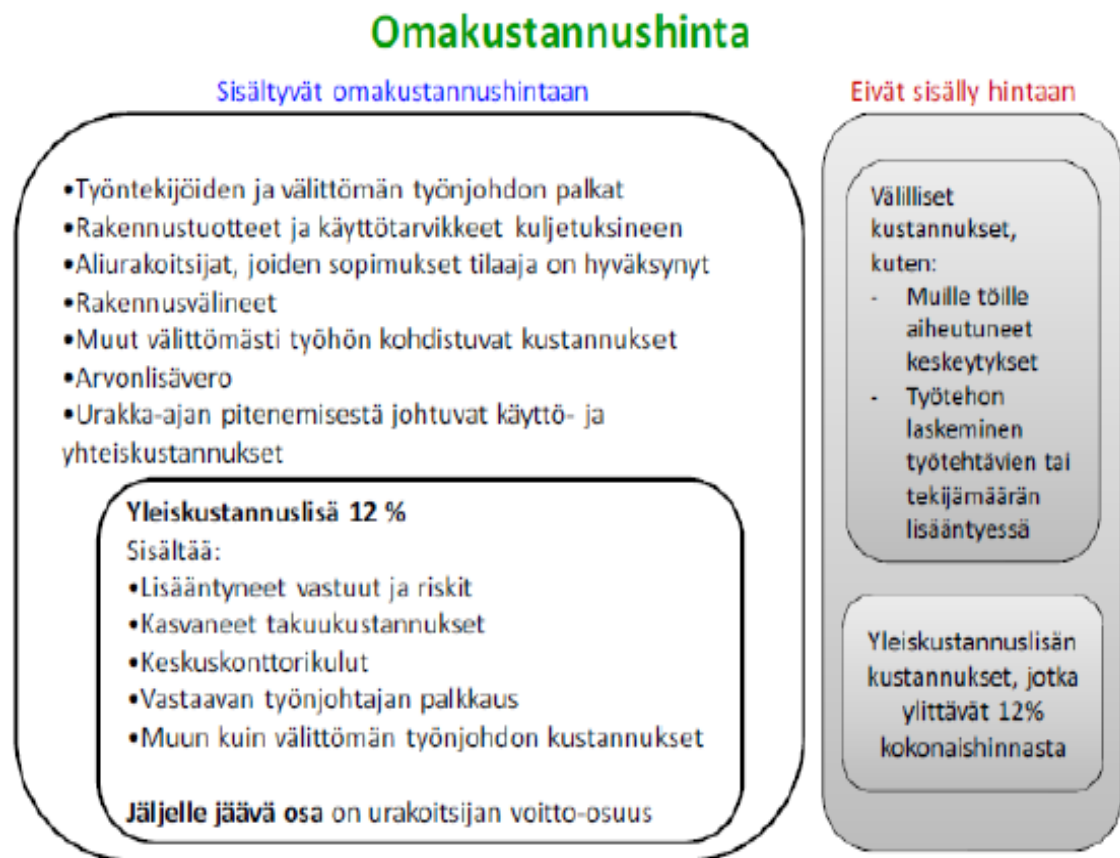 Omakustannushinta
Sisältyvät omakustannushintaan
•Työntekijöiden ja välittömän työnjohdon palkat
•Rakennustuotteet ja käyttötarvikkeet kuljetuksineen
•Aliurakoitsijat, joiden sopimukset tilaaja on hyväksynyt
•Rakennusvälineet
•Muut välittömästi työhön kohdistuvat kustannukset
•Arvonlisävero
•Urakka-ajan pitenemisestä johtuvat käyttö- ja
yhteiskustannukset
Yleiskustannuslisä 12 %
Sisältää:
•Lisääntyneet vastuut ja riskit
•Kasvaneet takuukustannukset
•Keskuskonttorikulut
•Vastaavan työnjohtajan palkkaus
•Muun kuin välittömän työnjohdon kustannukset
Jäljelle jäävä osa on urakoitsijan voitto-osuus
Eivät sisälly hintaan
Välilliset
kustannukset,
kuten:
- Muille töille
aiheutuneet
keskeytykset
- Työtehon
laskeminen
työtehtävien tai
tekijämäärän
lisääntyessä
Yleiskustannuslisän
kustannukset, jotka
ylittävät 12%
kokonaishinnasta